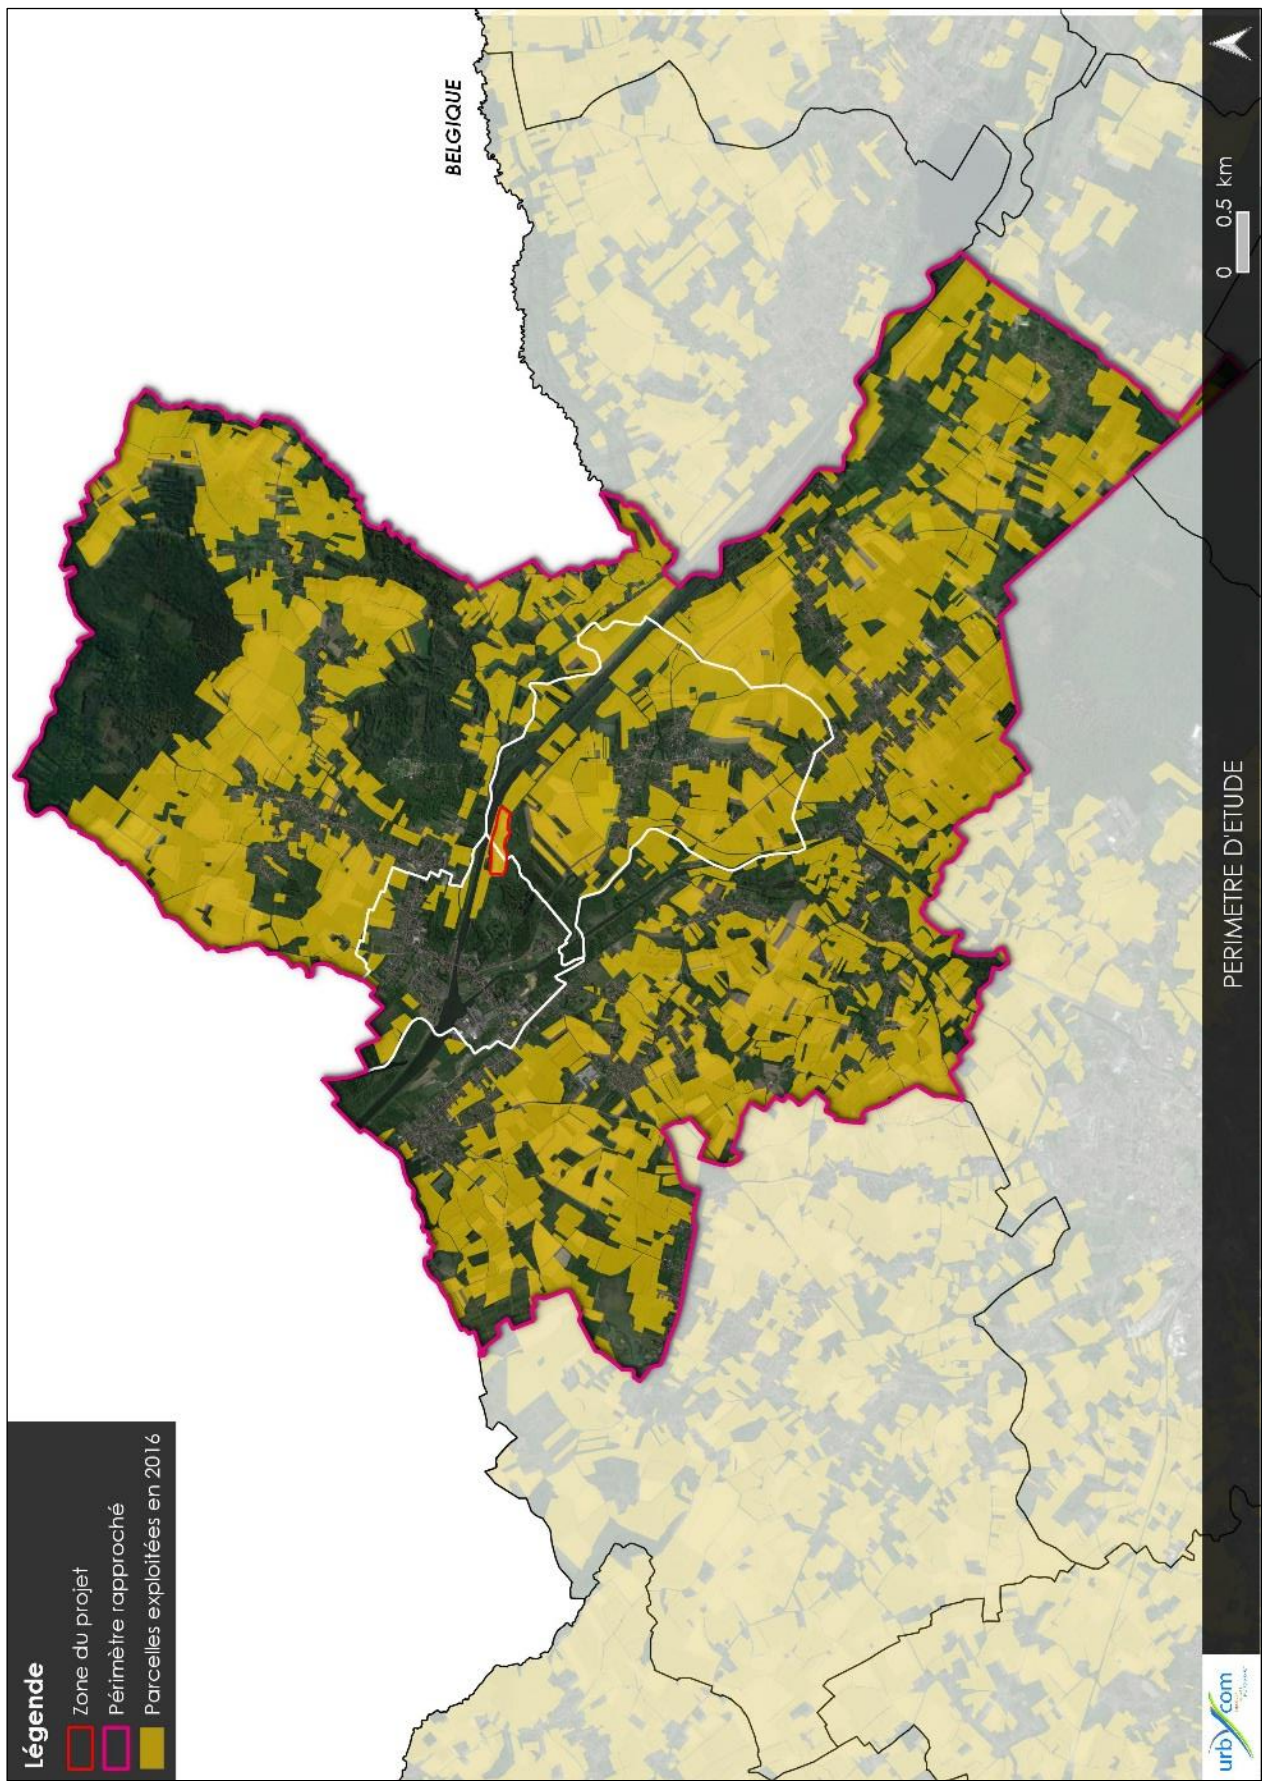 Légende
Zone du projet
Périmètre rapproché
Parcelles exploitées en 2016
BELGIQUE
urbycom
PERIMETRE D'ETUDE
0 0.5 km